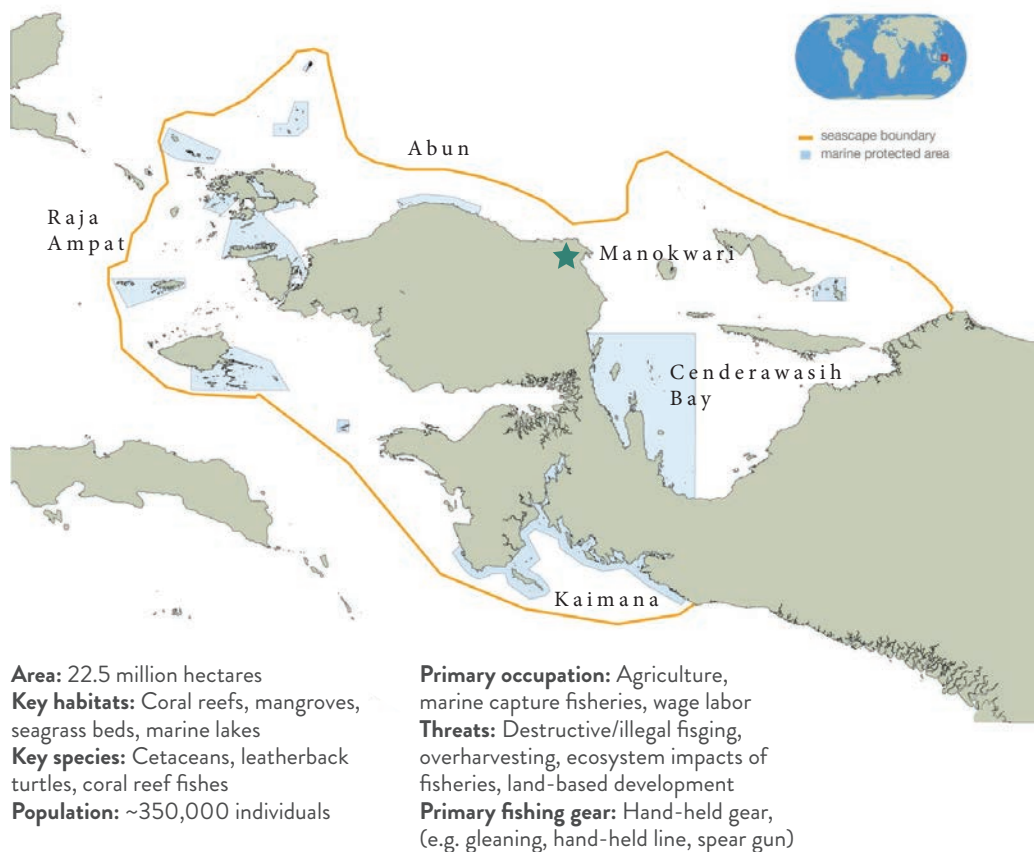 seascape boundary
marine protected area
Abun
Raja
Ampat
Manokwari
Cenderawasih
Bay
Kaimana
Area: 22.5 million hectares
Key habitats: Coral reefs, mangroves,
seagrass beds, marine lakes
Key species: Cetaceans, leatherback
turtles, coral reef fishes
Population: ~350,000 individuals
Primary occupation: Agriculture,
marine capture fisheries, wage labor
Threats: Destructive/illegal fisging,
overharvesting, ecosystem impacts of
fisheries, land-based development
Primary fishing gear: Hand-held gear,
(e.g. gleaning, hand-held line, spear gun)